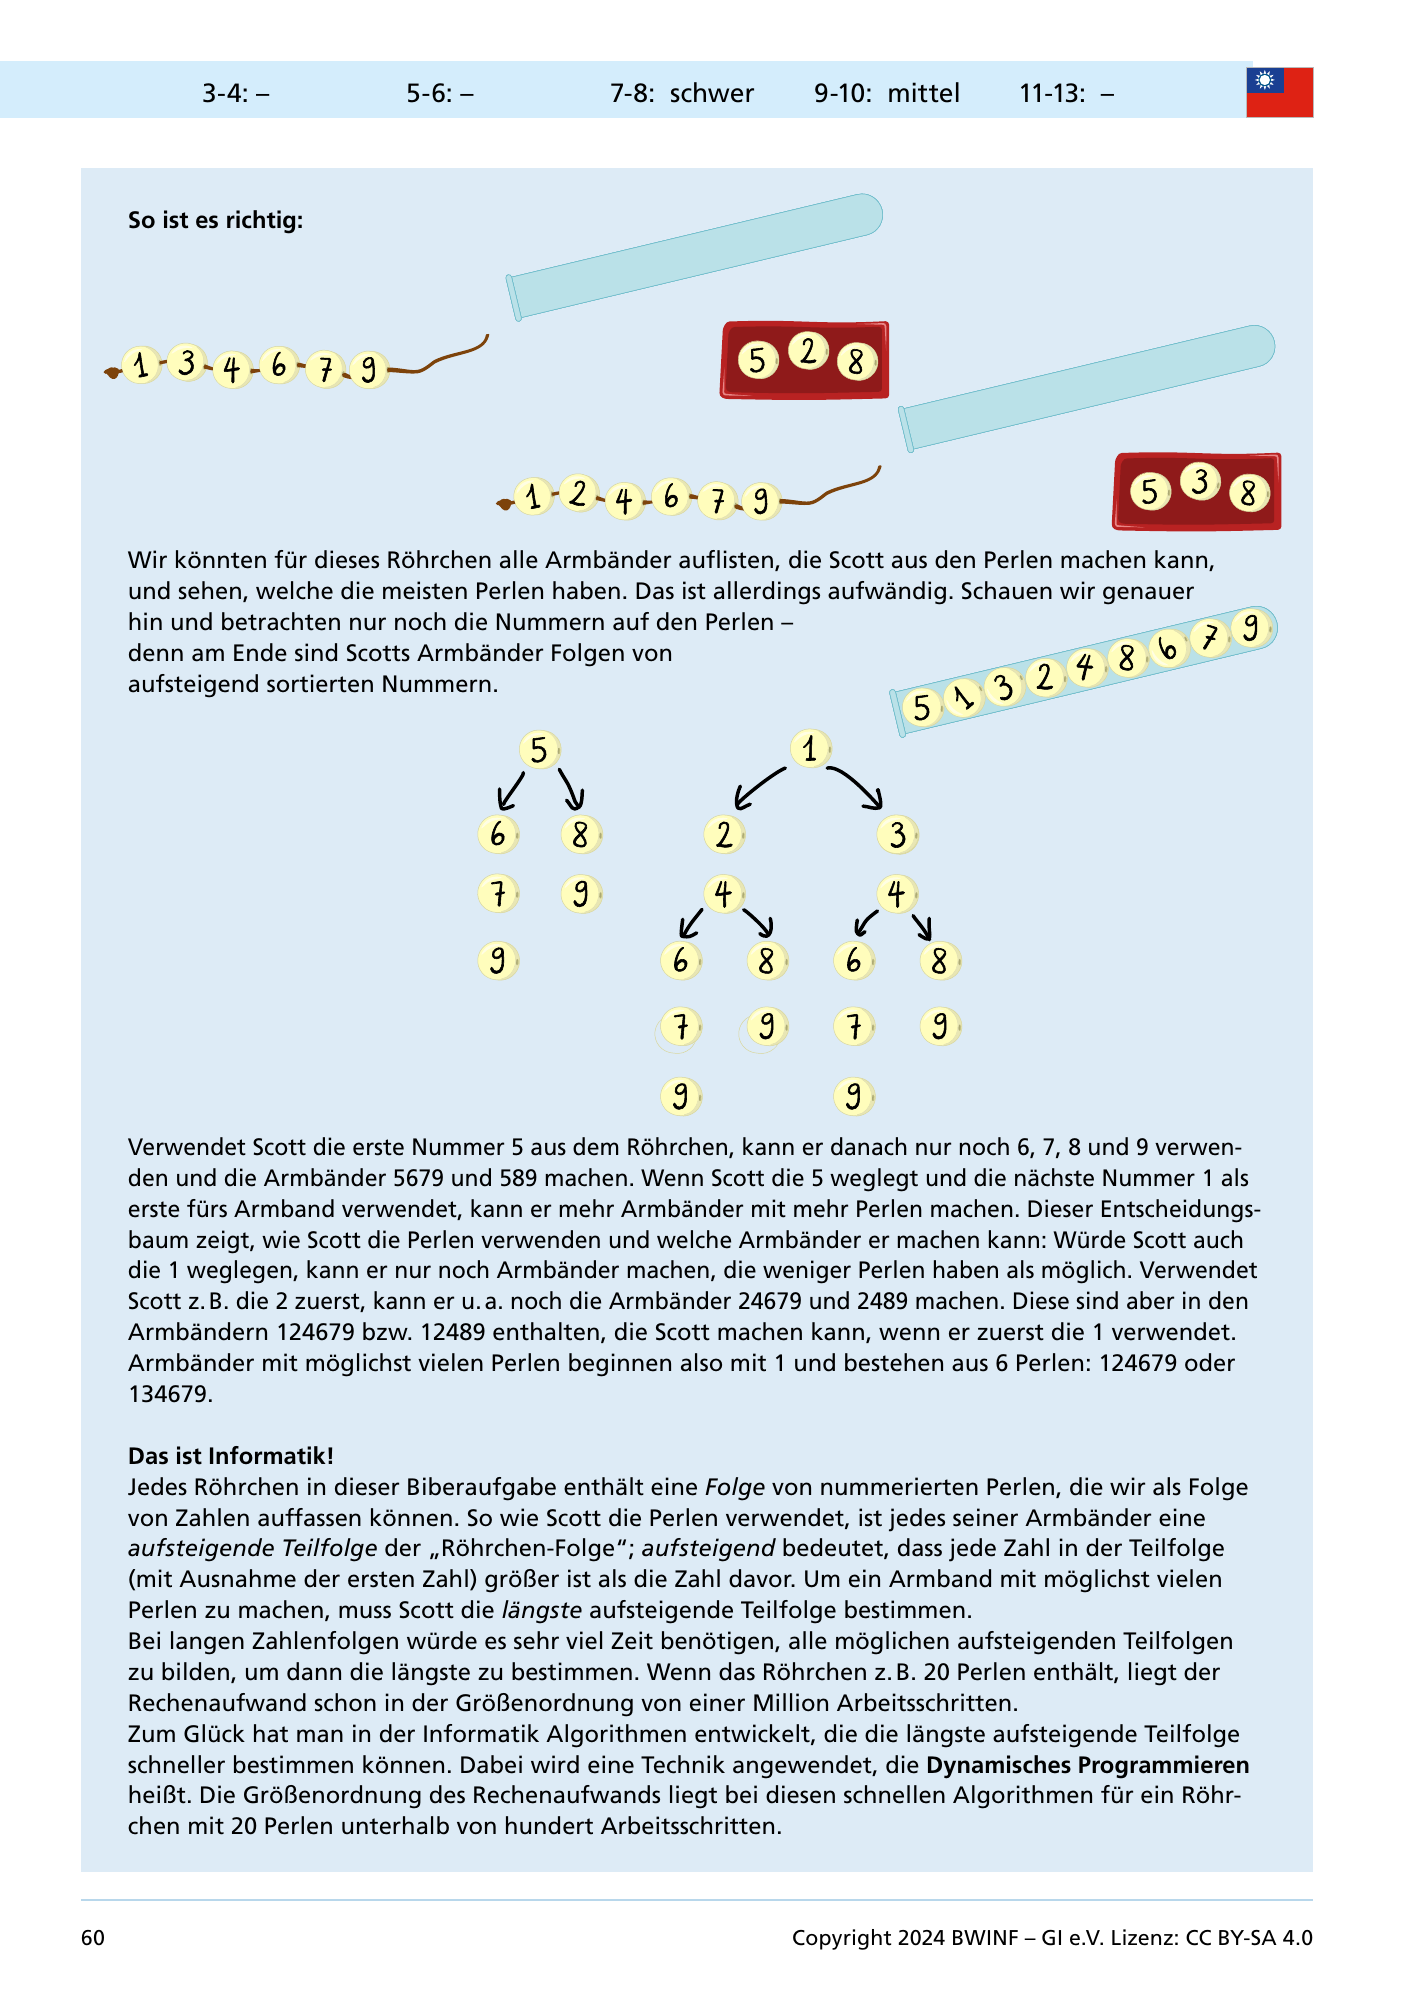 3-4: – 5-6: – 7-8: schwer 9-10: mittel 11-13: –
So ist es richtig:
1 3 4 6 7 9
5 2 8
1 2 4 6 7 9
5 3 8
Wir könnten für dieses Röhrchen alle Armbänder auflisten, die Scott aus den Perlen machen kann,
und sehen, welche die meisten Perlen haben. Das ist allerdings aufwändig. Schauen wir genauer
hin und betrachten nur noch die Nummern auf den Perlen –
denn am Ende sind Scotts Armbänder Folgen von
aufsteigend sortierten Nummern.
5 1 3 2 4 8 6 7 9
5 1
6 8 2 3
7 9 4 4
9 6 8 6 8
7 9 7 9
9 9
Verwendet Scott die erste Nummer 5 aus dem Röhrchen, kann er danach nur noch 6, 7, 8 und 9 verwen-
den und die Armbänder 5679 und 589 machen. Wenn Scott die 5 weglegt und die nächste Nummer 1 als
erste fürs Armband verwendet, kann er mehr Armbänder mit mehr Perlen machen. Dieser Entscheidungs-
baum zeigt, wie Scott die Perlen verwenden und welche Armbänder er machen kann: Würde Scott auch
die 1 weglegen, kann er nur noch Armbänder machen, die weniger Perlen haben als möglich. Verwendet
Scott z. B. die 2 zuerst, kann er u. a. noch die Armbänder 24679 und 2489 machen. Diese sind aber in den
Armbändern 124679 bzw. 12489 enthalten, die Scott machen kann, wenn er zuerst die 1 verwendet.
Armbänder mit möglichst vielen Perlen beginnen also mit 1 und bestehen aus 6 Perlen: 124679 oder
134679.
Das ist Informatik!
Jedes Röhrchen in dieser Biberaufgabe enthält eine Folge von nummerierten Perlen, die wir als Folge
von Zahlen auffassen können. So wie Scott die Perlen verwendet, ist jedes seiner Armbänder eine
aufsteigende Teilfolge der „Röhrchen-Folge“; aufsteigend bedeutet, dass jede Zahl in der Teilfolge
(mit Ausnahme der ersten Zahl) größer ist als die Zahl davor. Um ein Armband mit möglichst vielen
Perlen zu machen, muss Scott die längste aufsteigende Teilfolge bestimmen.
Bei langen Zahlenfolgen würde es sehr viel Zeit benötigen, alle möglichen aufsteigenden Teilfolgen
zu bilden, um dann die längste zu bestimmen. Wenn das Röhrchen z. B. 20 Perlen enthält, liegt der
Rechenaufwand schon in der Größenordnung von einer Million Arbeitsschritten.
Zum Glück hat man in der Informatik Algorithmen entwickelt, die die längste aufsteigende Teilfolge
schneller bestimmen können. Dabei wird eine Technik angewendet, die Dynamisches Programmieren
heißt. Die Größenordnung des Rechenaufwands liegt bei diesen schnellen Algorithmen für ein Röhr-
chen mit 20 Perlen unterhalb von hundert Arbeitsschritten.
60 Copyright 2024 BWINF – GI e.V. Lizenz: CC BY-SA 4.0